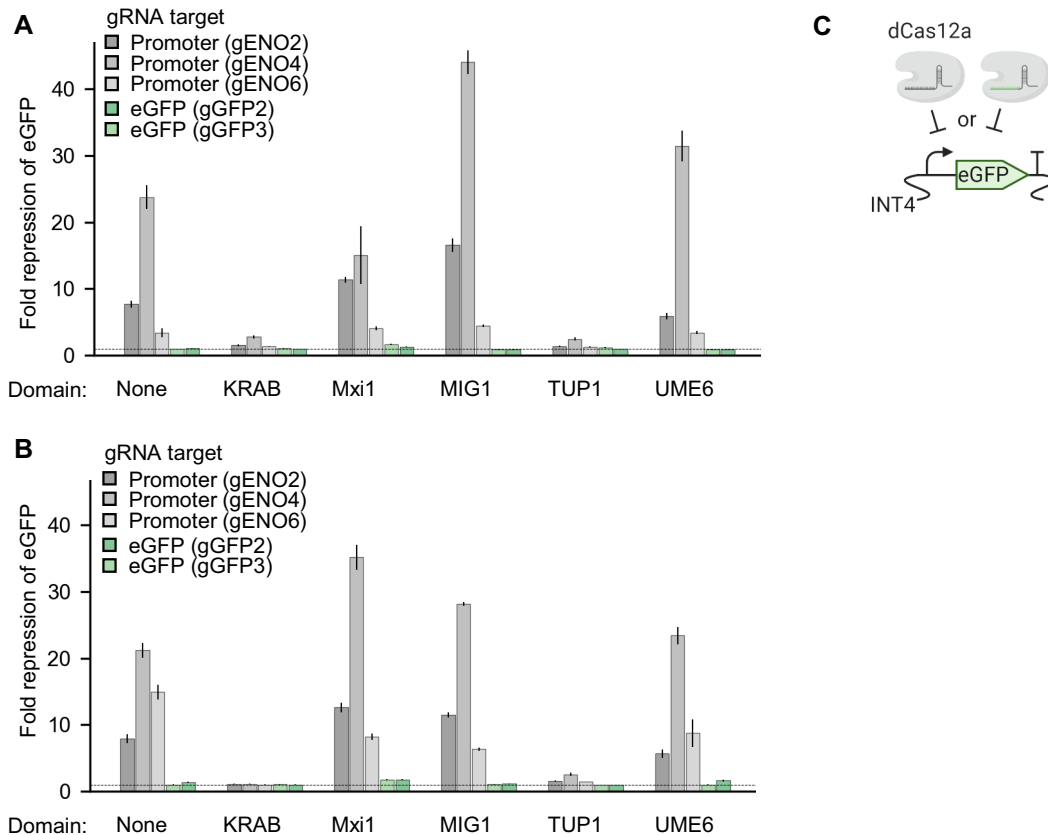 A
gRNA target
Promoter (gENO2)
Promoter (gENO4)
Promoter (gENO6)
eGFP (gGFP2)
eGFP (gGFP3)
Fold repression of eGFP
40
30
20
10
0
Domain: None KRAB Mxi1 MIG1 TUP1 UME6
B
gRNA target
Promoter (gENO2)
Promoter (gENO4)
Promoter (gENO6)
eGFP (gGFP2)
eGFP (gGFP3)
Fold repression of eGFP
40
30
20
10
0
Domain: None KRAB Mxi1 MIG1 TUP1 UME6
C
dCas12a
or
eGFP
INT4